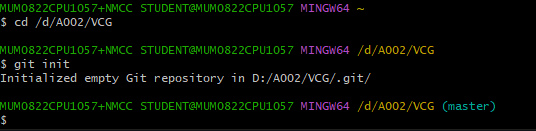 MUM0822CPU1057+NMCC STUDENT@MUM0822CPU1057 MINGW64 ~
$ cd /d/A002/VCG
MUM0822CPU1057+NMCC STUDENT@MUM0822CPU1057 MINGW64 /d/A002/VCG
$ git init
Initialized empty Git repository in D:/A002/VCG/.git/
MUM0822CPU1057+NMCC STUDENT@MUM0822CPU1057 MINGW64 /d/A002/VCG (master)
$